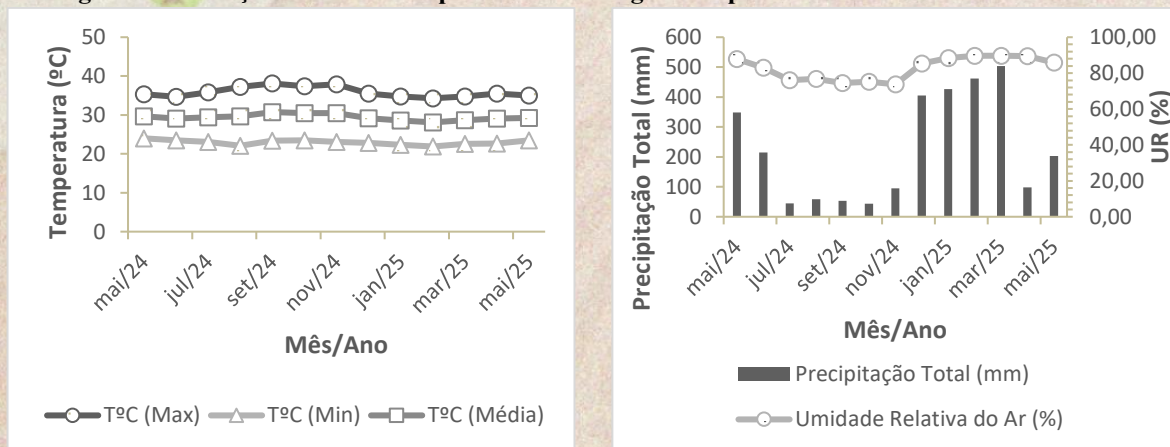 50
40
30
20
10
0
Temperatura (ºC)
mai/24
jul/24
set/24
nov/24
jan/25
mar/25
mai/25
Mês/Ano
TºC (Max)
TºC (Min)
TºC (Média)
600
500
400
300
200
100
0
Precipitação Total (mm)
100,00
80,00
60,00
40,00
20,00
0,00
UR (%)
mai/24
jul/24
set/24
nov/24
jan/25
mar/25
mai/25
Mês/Ano
Precipitação Total (mm)
Umidade Relativa do Ar (%)